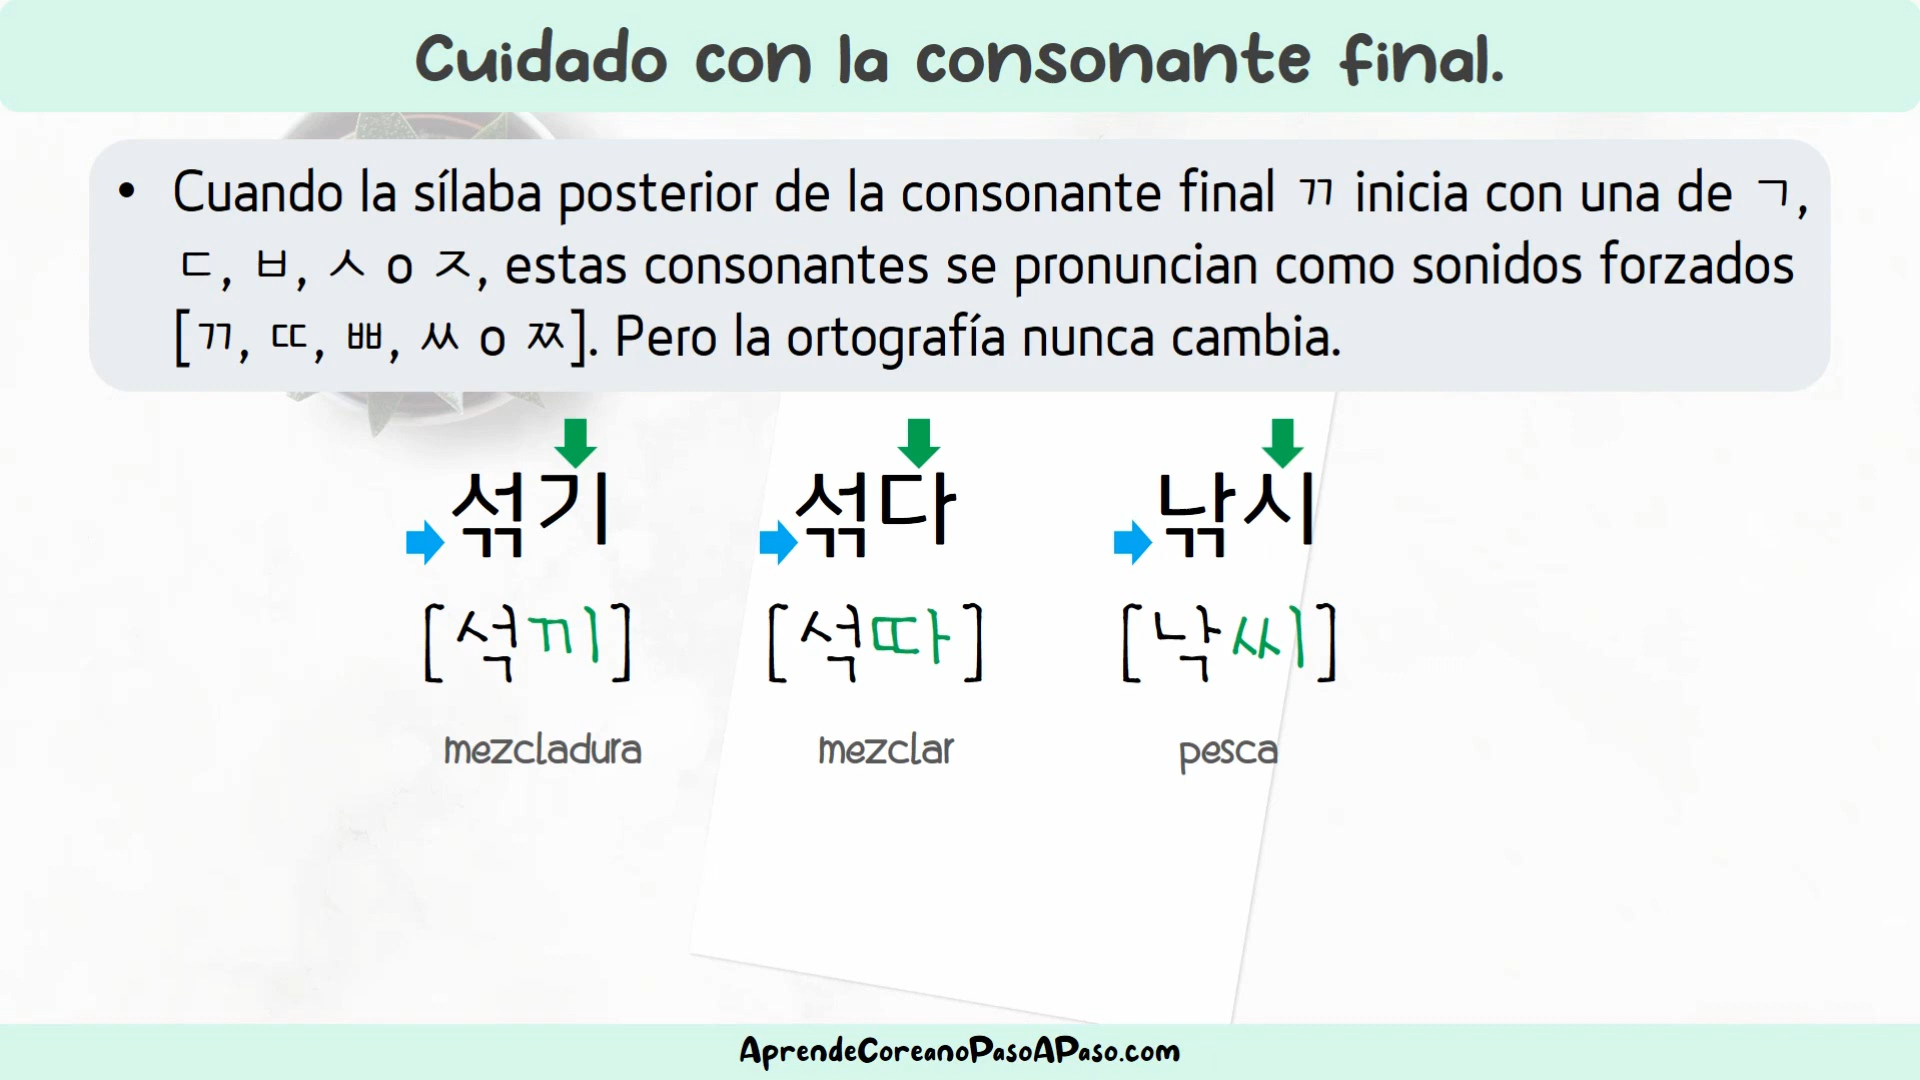 Cuidado con la consonante final.
• Cuando la sílaba posterior de la consonante final ㄲ inicia con una de ㄱ,
ㄷ, ㅂ, ㅅ o ㅈ, estas consonantes se pronuncian como sonidos forzados
[ㄲ, ㄸ, ㅃ, ㅆ o ㅉ]. Pero la ortografía nunca cambia.
섞기 섞다 낚시
[석끼] [석따] [낙씨]
mezcladura mezclar pesca
AprendeCoreanoPasoAPaso.com